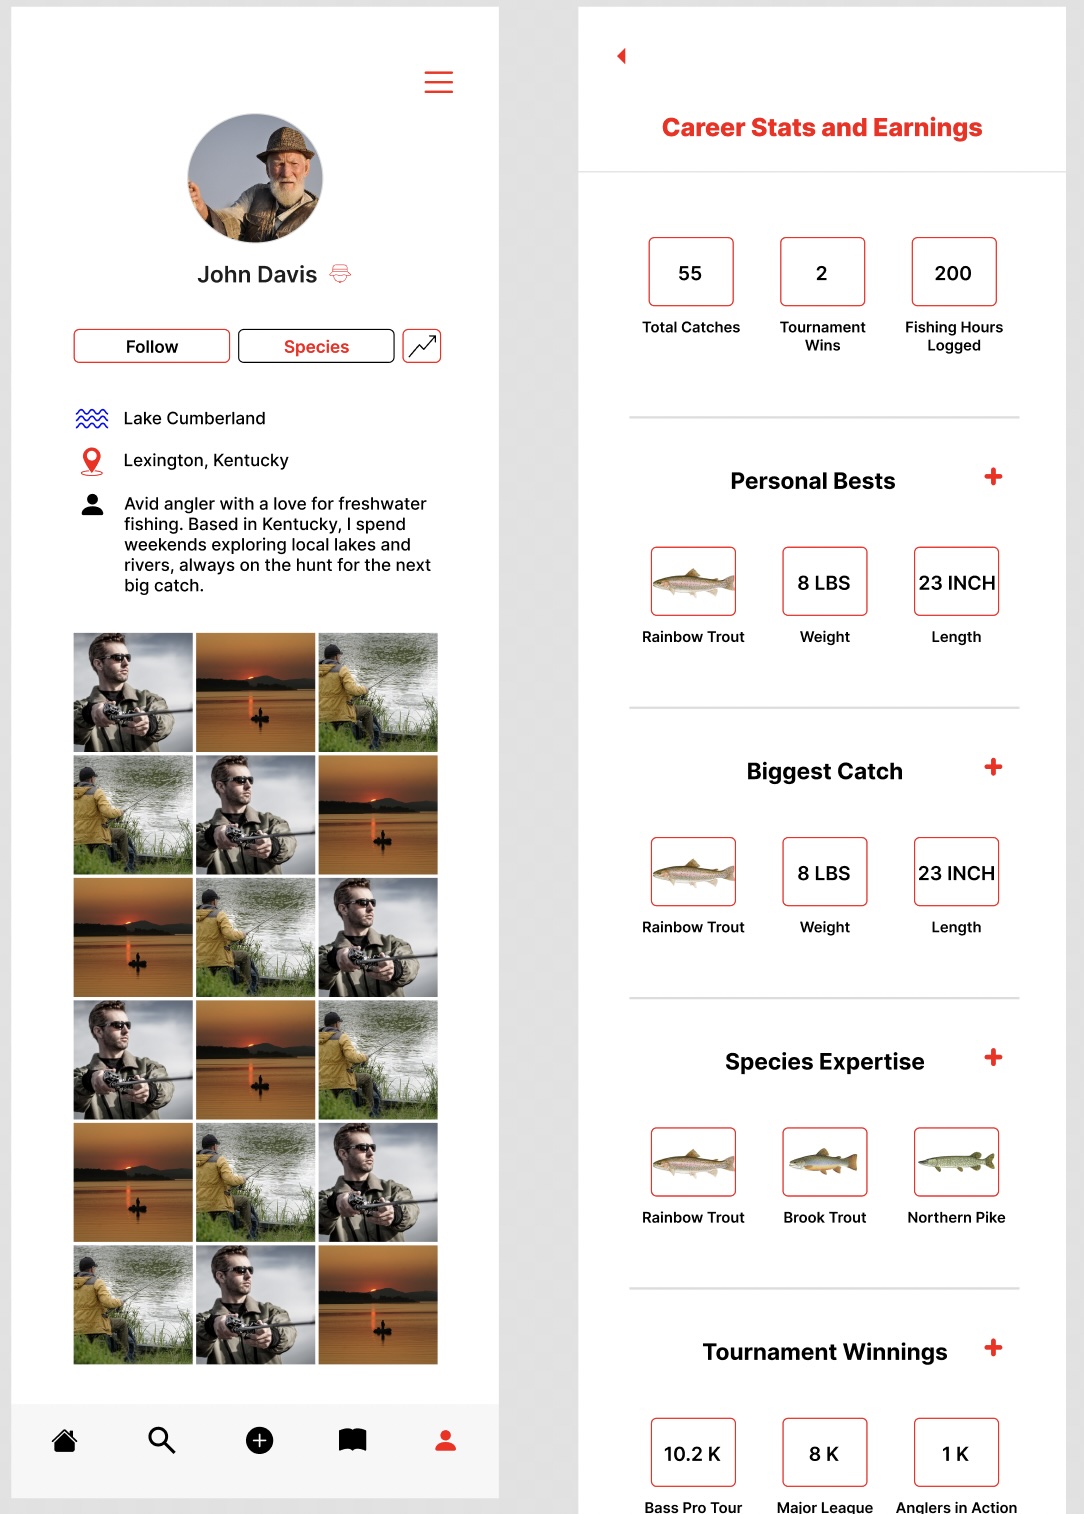 John Davis
Follow
Species
Lake Cumberland
Lexington, Kentucky
Avid angler with a love for freshwater
fishing. Based in Kentucky, I spend
weekends exploring local lakes and
rivers, always on the hunt for the next
big catch.
Career Stats and Earnings
55
2
200
Total Catches
Tournament
Wins
Fishing Hours
Logged
Personal Bests
8 LBS
23 INCH
Rainbow Trout
Weight
Length
Biggest Catch
8 LBS
23 INCH
Rainbow Trout
Weight
Length
Species Expertise
Rainbow Trout
Brook Trout
Northern Pike
Tournament Winnings
10.2 K
8 K
1 K
Bass Pro Tour
Major League
Anglers in Action